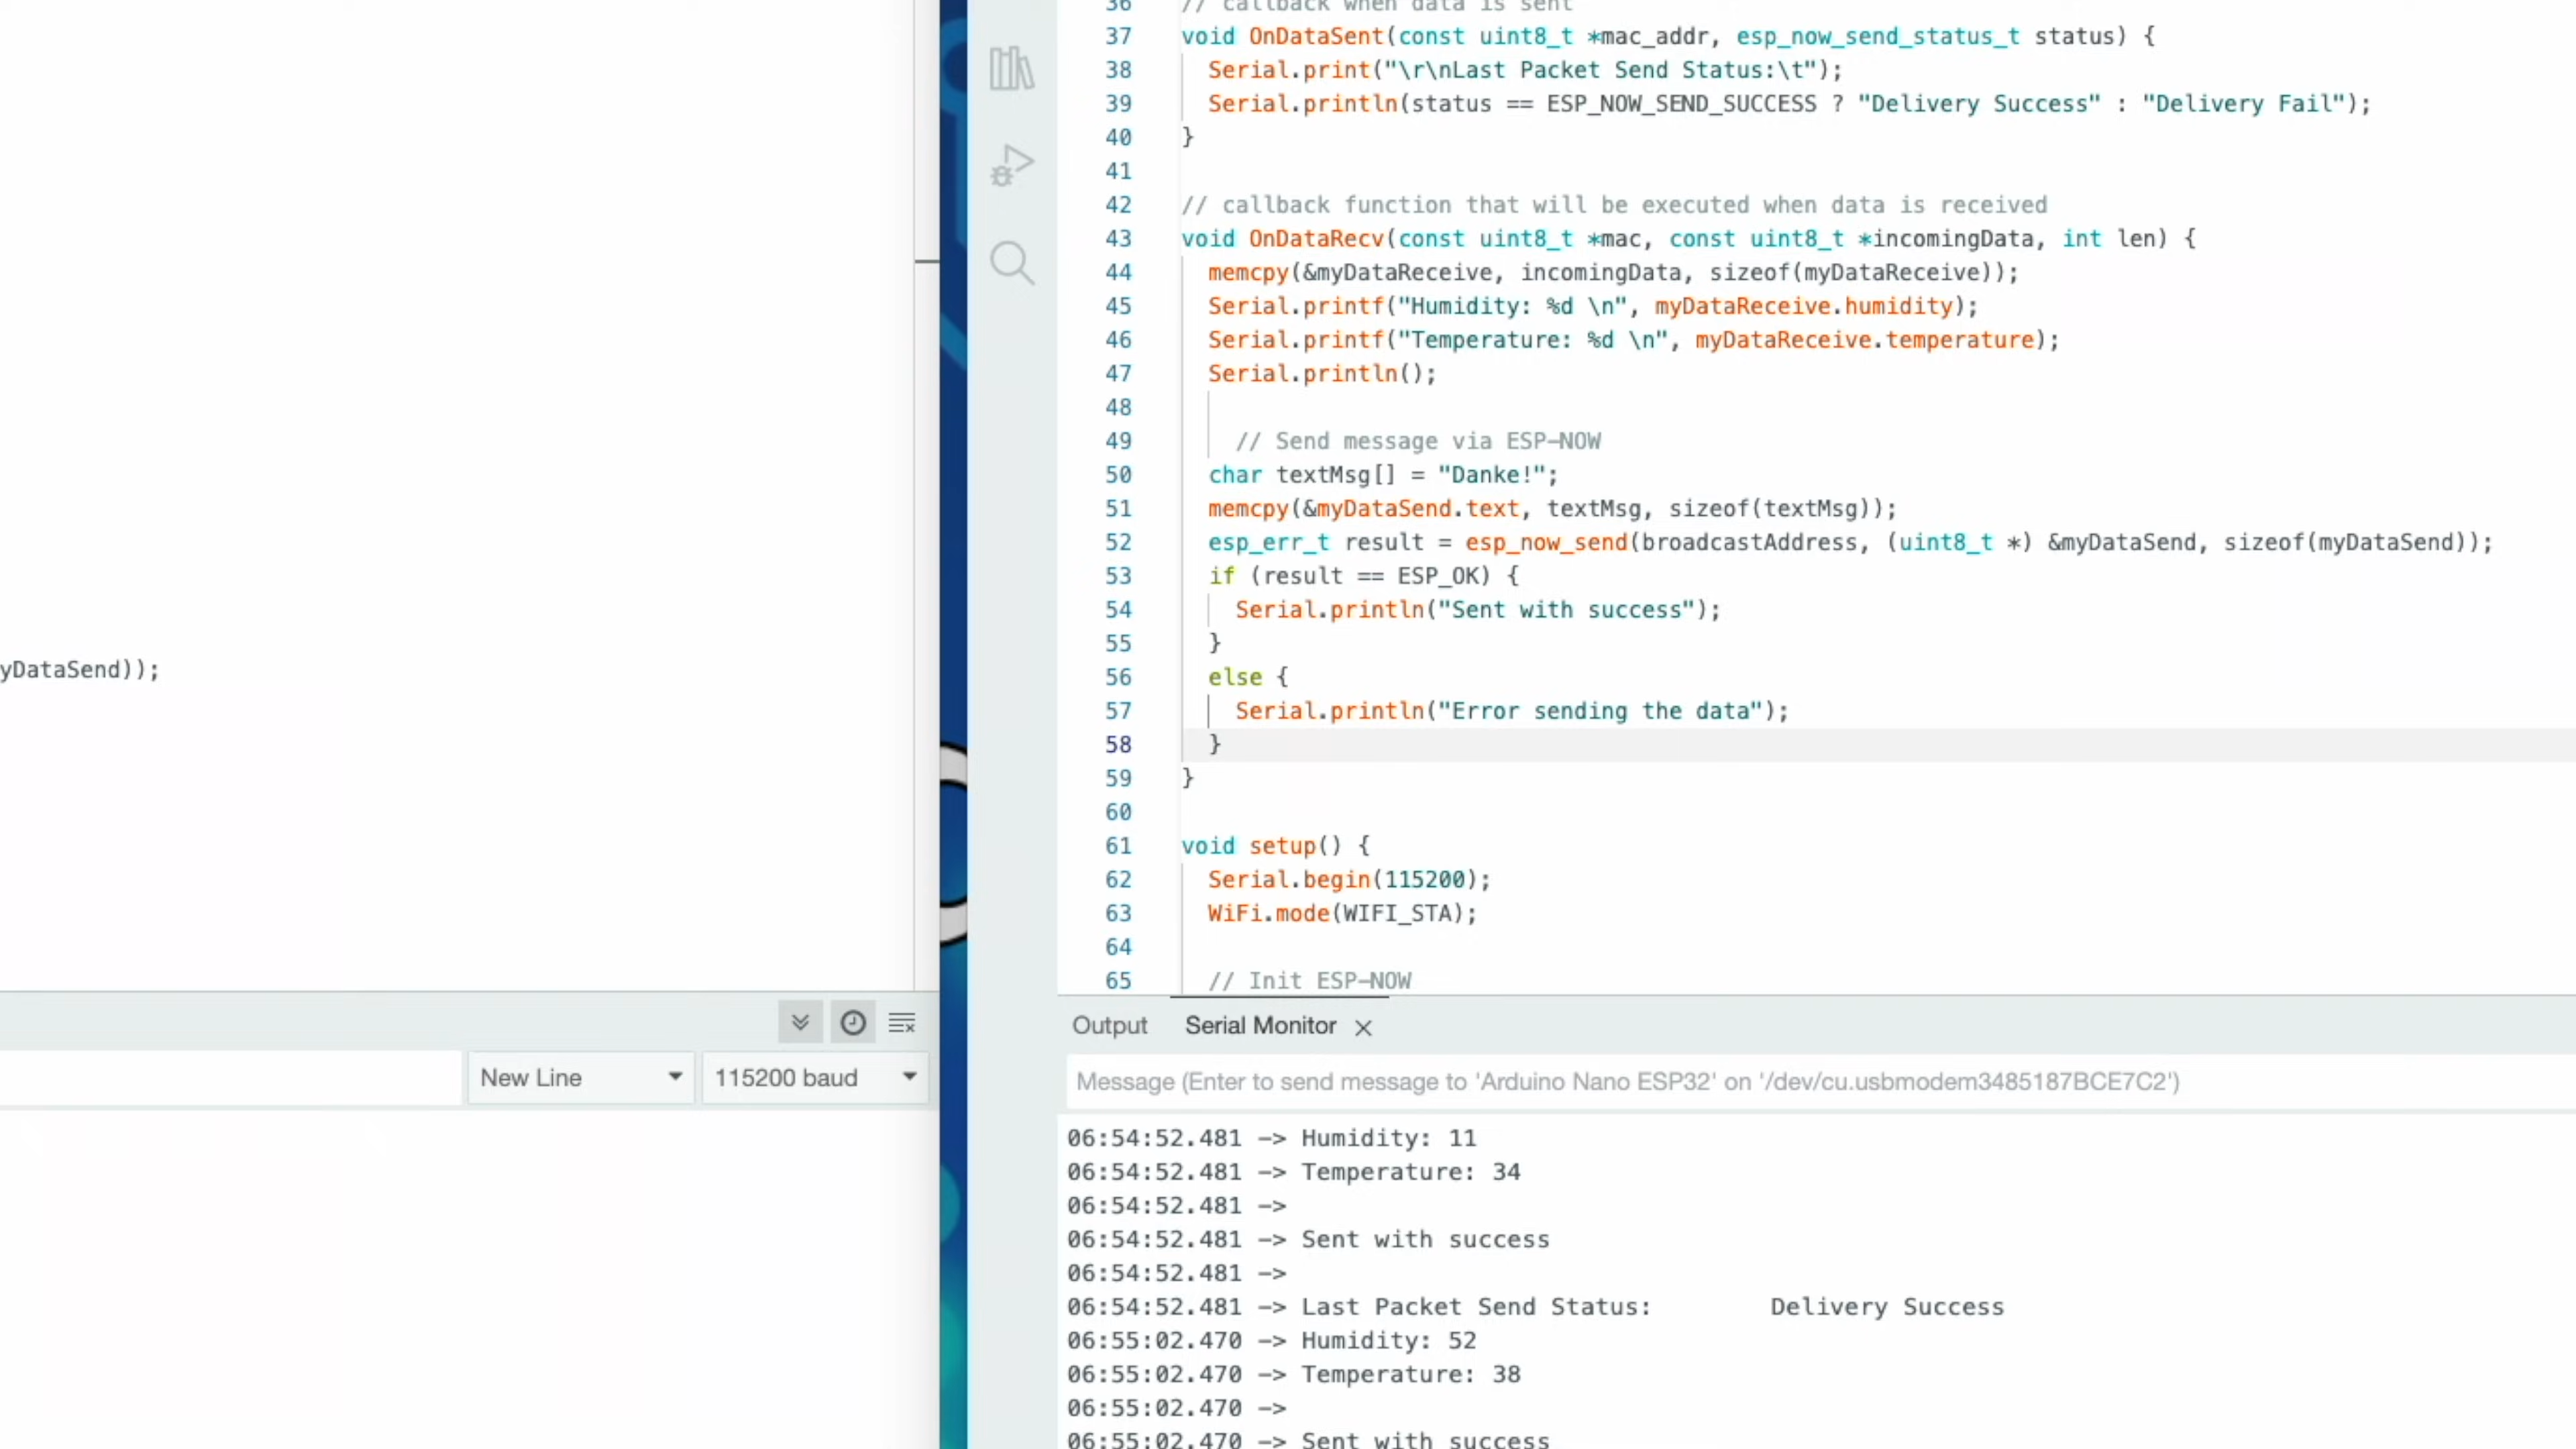 yDataSend));
New Line
115200 baud
36 // callback when data is sent
37 void OnDataSent(const uint8_t *mac_addr, esp_now_send_status_t status) {
38 Serial.print("\r\nLast Packet Send Status:\t");
39 Serial.println(status == ESP_NOW_SEND_SUCCESS ? "Delivery Success" : "Delivery Fail");
40 }
41
42 // callback function that will be executed when data is received
43 void OnDataRecv(const uint8_t *mac, const uint8_t *incomingData, int len) {
44 memcpy(&myDataReceive, incomingData, sizeof(myDataReceive));
45 Serial.printf("Humidity: %d \n", myDataReceive.humidity);
46 Serial.printf("Temperature: %d \n", myDataReceive.temperature);
47 Serial.println();
48
49 // Send message via ESP-NOW
50 char textMsg[] = "Danke!";
51 memcpy(&myDataSend.text, textMsg, sizeof(textMsg));
52 esp_err_t result = esp_now_send(broadcastAddress, (uint8_t *) &myDataSend, sizeof(myDataSend));
53 if (result == ESP_OK) {
54 Serial.println("Sent with success");
55 }
56 else {
57 Serial.println("Error sending the data");
58 }
59 }
60
61 void setup() {
62 Serial.begin(115200);
63 WiFi.mode(WIFI_STA);
64
65 // Init ESP-NOW
Output Serial Monitor
Message (Enter to send message to 'Arduino Nano ESP32' on '/dev/cu.usbmodem3485187BCE7C2')
06:54:52.481 -> Humidity: 11
06:54:52.481 -> Temperature: 34
06:54:52.481 ->
06:54:52.481 -> Sent with success
06:54:52.481 ->
06:54:52.481 -> Last Packet Send Status: Delivery Success
06:55:02.470 -> Humidity: 52
06:55:02.470 -> Temperature: 38
06:55:02.470 ->
06:55:02.470 -> Sent with success